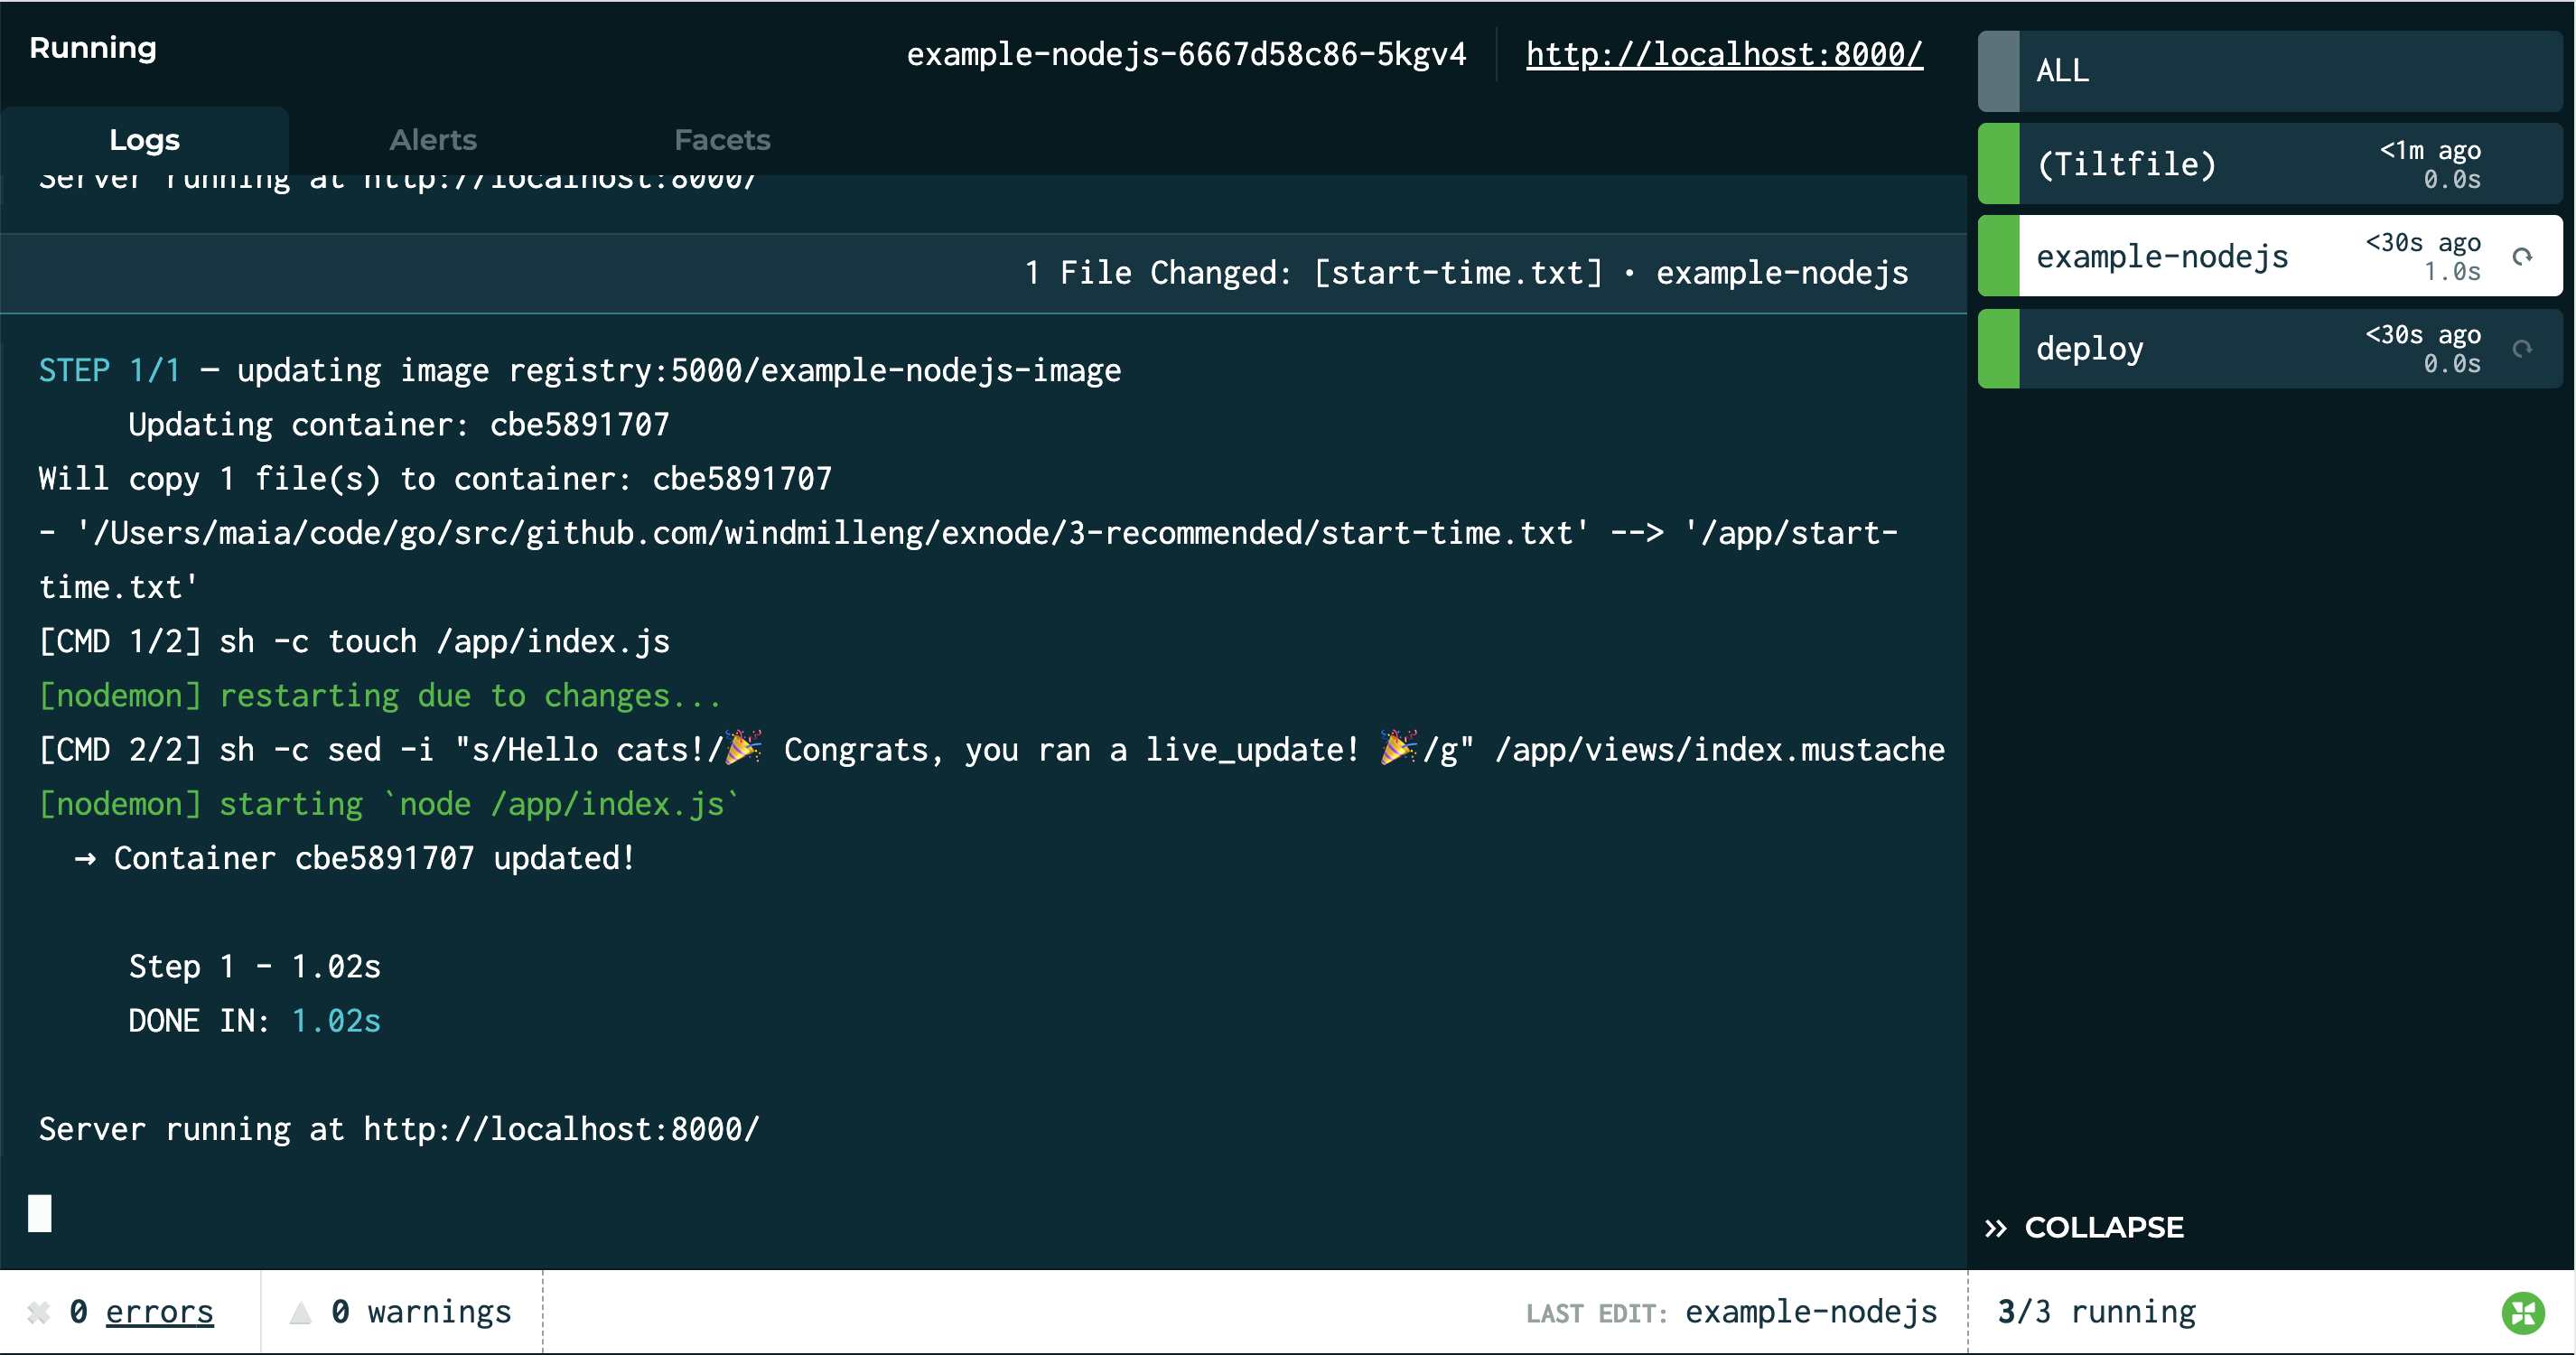 Running
example-nodejs-6667d58c86-5kgv4
http://localhost:8000/
Logs
Alerts
Facets
Server running at http://localhost:8000/
1 File Changed: [start-time.txt] • example-nodejs
STEP 1/1 — updating image registry:5000/example-nodejs-image
Updating container: cbe5891707
Will copy 1 file(s) to container: cbe5891707
- '/Users/maia/code/go/src/github.com/windmilleng/exnode/3-recommended/start-time.txt' --> '/app/start-
time.txt'
[CMD 1/2] sh -c touch /app/index.js
[nodemon] restarting due to changes...
[CMD 2/2] sh -c sed -i "s/Hello cats!/🎉 Congrats, you ran a live_update! 🎉/g" /app/views/index.mustache
[nodemon] starting `node /app/index.js`
→ Container cbe5891707 updated!
Step 1 - 1.02s
DONE IN: 1.02s
Server running at http://localhost:8000/
ALL
(Tiltfile)
<1m ago
0.0s
example-nodejs
<30s ago
1.0s
deploy
<30s ago
0.0s
COLLAPSE
0 errors
0 warnings
LAST EDIT: example-nodejs
3/3 running